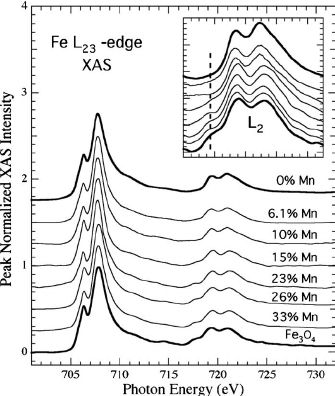 4
3
2
1
0
Peak Normalized XAS Intensity
Fe L23 -edge
XAS
L2
0% Mn
6.1% Mn
10% Mn
15% Mn
23% Mn
26% Mn
33% Mn
Fe3O4
705 710 715 720 725 730
Photon Energy (eV)